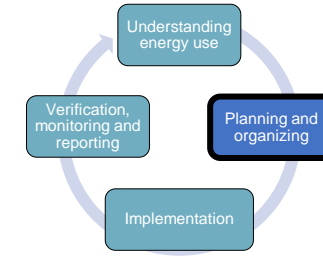 Understanding
energy use
Planning and
organizing
Implementation
Verification,
monitoring and
reporting